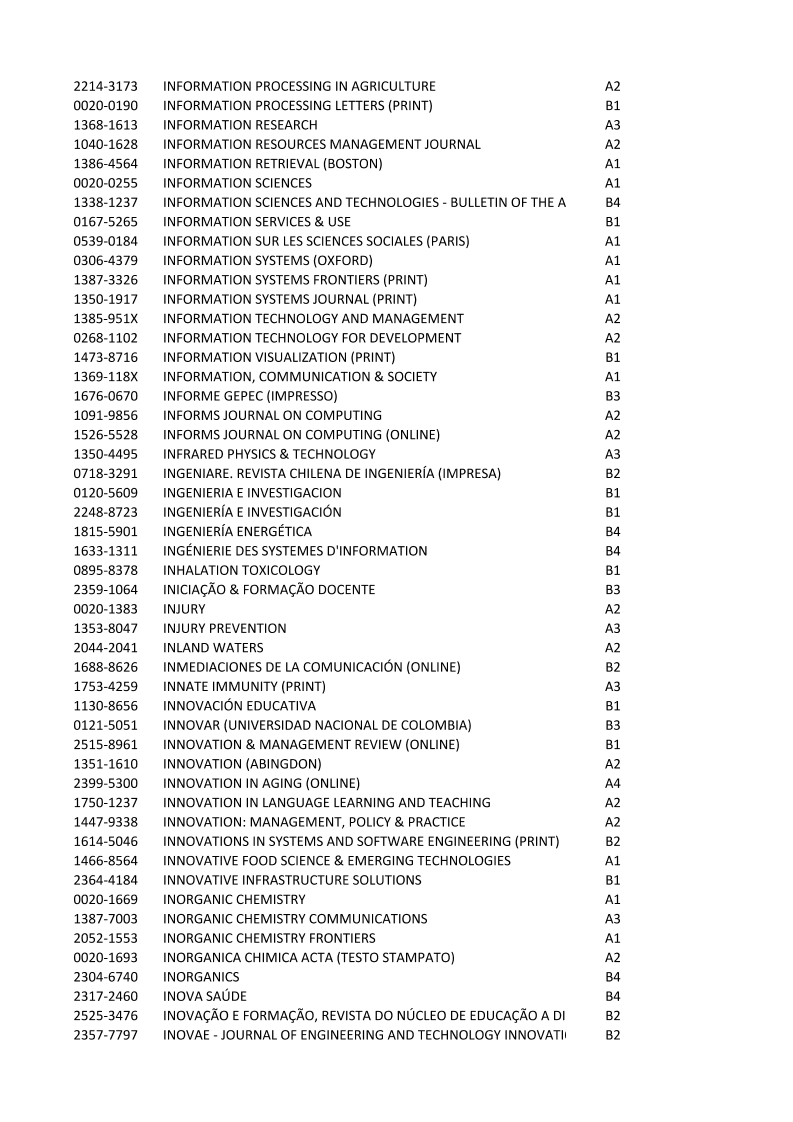 2214-3173 INFORMATION PROCESSING IN AGRICULTURE A2
0020-0190 INFORMATION PROCESSING LETTERS (PRINT) B1
1368-1613 INFORMATION RESEARCH A3
1040-1628 INFORMATION RESOURCES MANAGEMENT JOURNAL A2
1386-4564 INFORMATION RETRIEVAL (BOSTON) A1
0020-0255 INFORMATION SCIENCES A1
1338-1237 INFORMATION SCIENCES AND TECHNOLOGIES - BULLETIN OF THE A B4
0167-5265 INFORMATION SERVICES & USE B1
0539-0184 INFORMATION SUR LES SCIENCES SOCIALES (PARIS) A1
0306-4379 INFORMATION SYSTEMS (OXFORD) A1
1387-3326 INFORMATION SYSTEMS FRONTIERS (PRINT) A1
1350-1917 INFORMATION SYSTEMS JOURNAL (PRINT) A1
1385-951X INFORMATION TECHNOLOGY AND MANAGEMENT A2
0268-1102 INFORMATION TECHNOLOGY FOR DEVELOPMENT A2
1473-8716 INFORMATION VISUALIZATION (PRINT) B1
1369-118X INFORMATION, COMMUNICATION & SOCIETY A1
1676-0670 INFORME GEPEC (IMPRESSO) B3
1091-9856 INFORMS JOURNAL ON COMPUTING A2
1526-5528 INFORMS JOURNAL ON COMPUTING (ONLINE) A2
1350-4495 INFRARED PHYSICS & TECHNOLOGY A3
0718-3291 INGENIARE. REVISTA CHILENA DE INGENIERÍA (IMPRESA) B2
0120-5609 INGENIERIA E INVESTIGACION B1
2248-8723 INGENIERÍA E INVESTIGACIÓN B1
1815-5901 INGENIERÍA ENERGÉTICA B4
1633-1311 INGÉNIERIE DES SYSTEMES D'INFORMATION B4
0895-8378 INHALATION TOXICOLOGY B1
2359-1064 INICIAÇÃO & FORMAÇÃO DOCENTE B3
0020-1383 INJURY A2
1353-8047 INJURY PREVENTION A3
2044-2041 INLAND WATERS A2
1688-8626 INMEDIACIONES DE LA COMUNICACIÓN (ONLINE) B2
1753-4259 INNATE IMMUNITY (PRINT) A3
1130-8656 INNOVACIÓN EDUCATIVA B1
0121-5051 INNOVAR (UNIVERSIDAD NACIONAL DE COLOMBIA) B3
2515-8961 INNOVATION & MANAGEMENT REVIEW (ONLINE) B1
1351-1610 INNOVATION (ABINGDON) A2
2399-5300 INNOVATION IN AGING (ONLINE) A4
1750-1237 INNOVATION IN LANGUAGE LEARNING AND TEACHING A2
1447-9338 INNOVATION: MANAGEMENT, POLICY & PRACTICE A2
1614-5046 INNOVATIONS IN SYSTEMS AND SOFTWARE ENGINEERING (PRINT) B2
1466-8564 INNOVATIVE FOOD SCIENCE & EMERGING TECHNOLOGIES A1
2364-4184 INNOVATIVE INFRASTRUCTURE SOLUTIONS B1
0020-1669 INORGANIC CHEMISTRY A1
1387-7003 INORGANIC CHEMISTRY COMMUNICATIONS A3
2052-1553 INORGANIC CHEMISTRY FRONTIERS A1
0020-1693 INORGANICA CHIMICA ACTA (TESTO STAMPATO) A2
2304-6740 INORGANICS B4
2317-2460 INOVA SAÚDE B4
2525-3476 INOVAÇÃO E FORMAÇÃO, REVISTA DO NÚCLEO DE EDUCAÇÃO A DI B2
2357-7797 INOVAE - JOURNAL OF ENGINEERING AND TECHNOLOGY INNOVATI B2